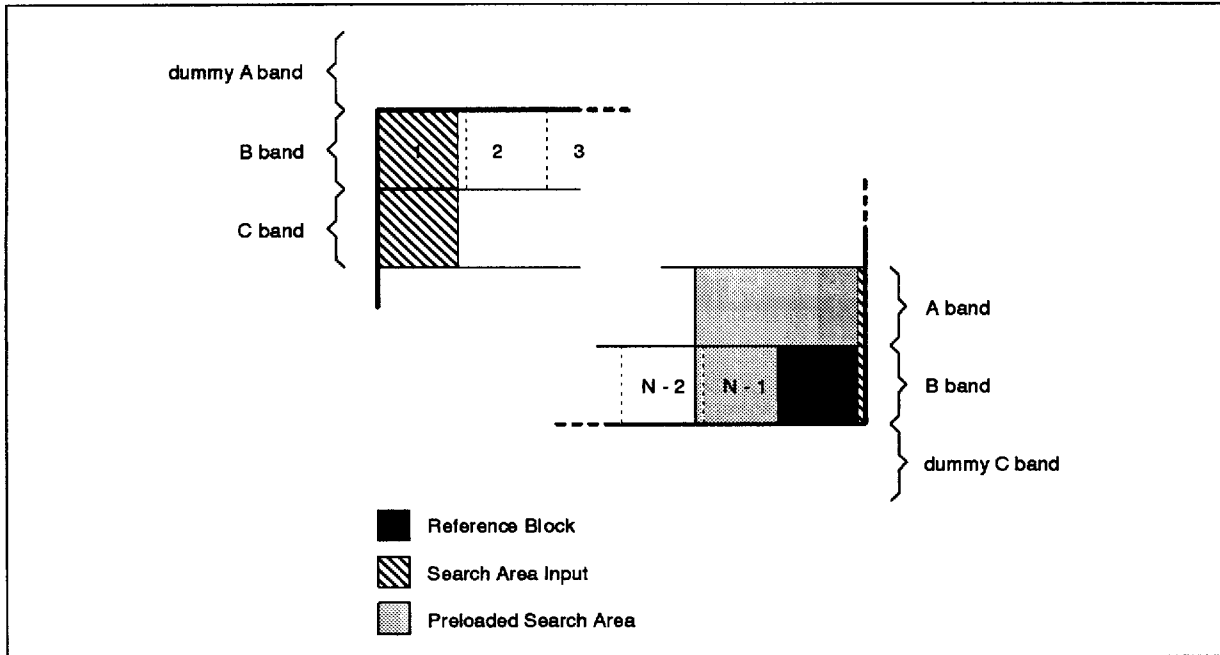 dummy A band
B band
1 2 3
C band
A band
N - 2 N - 1
B band
dummy C band
Reference Block
Search Area Input
Preloaded Search Area